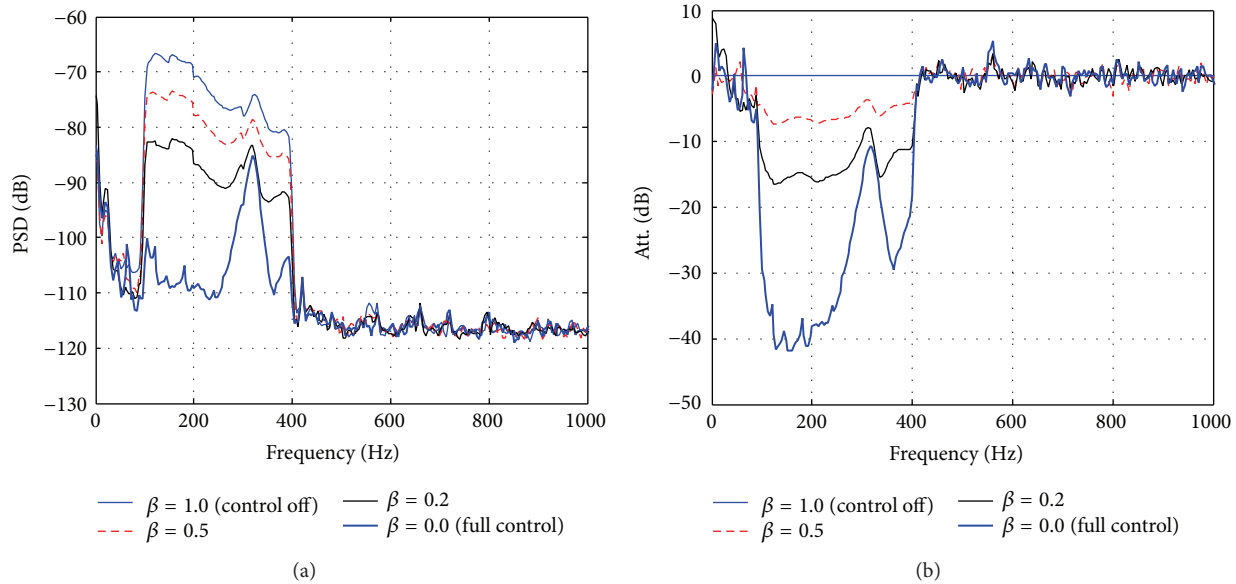 −60
−70
−80
−90
−100
−110
−120
−130
PSD (dB)
0
200
400
600
800
1000
Frequency (Hz)
β = 1.0 (control off)
β = 0.5
β = 0.2
β = 0.0 (full control)
(a)
10
0
−10
−20
−30
−40
−50
Att. (dB)
0
200
400
600
800
1000
Frequency (Hz)
β = 1.0 (control off)
β = 0.5
β = 0.2
β = 0.0 (full control)
(b)